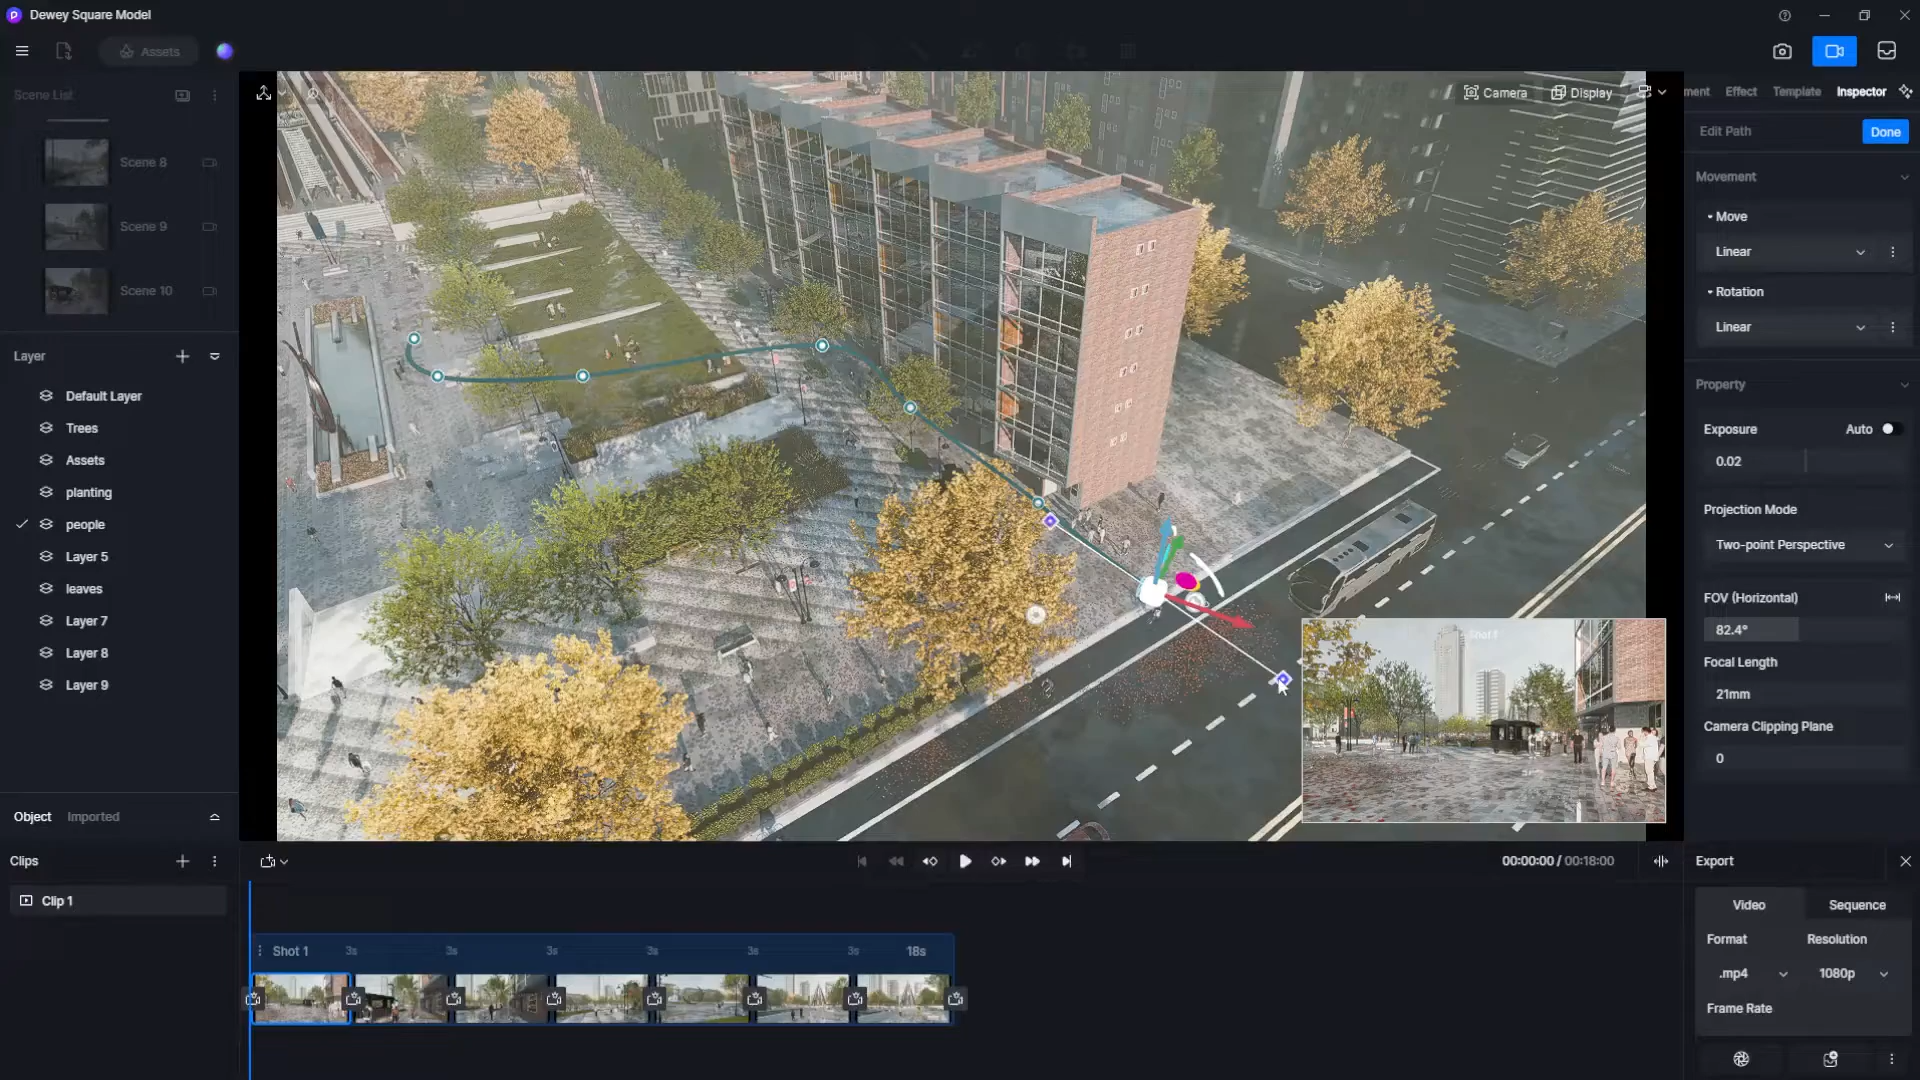 Dewey Square Model
Assets
Scene List
Scene 8
Scene 9
Scene 10
Layer
Default Layer
Trees
Assets
planting
people
Layer 5
leaves
Layer 7
Layer 8
Layer 9
Object Imported
Clips
Clip 1
Camera
Display
Shot 1
ment Effect Template Inspector
Edit Path
Done
Movement
Move
Linear
Rotation
Linear
Property
Exposure Auto
0.02
Projection Mode
Two-point Perspective
FOV (Horizontal)
82.4°
Focal Length
21mm
Camera Clipping Plane
0
00:00:00 / 00:18:00
Shot 1 3s 3s 3s 3s 3s 3s 18s
Export
Video Sequence
Format Resolution
.mp4 1080p
Frame Rate